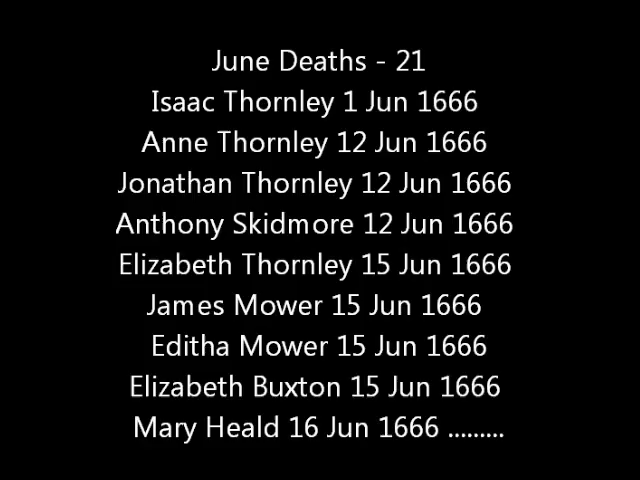 June Deaths - 21
Isaac Thornley 1 Jun 1666
Anne Thornley 12 Jun 1666
Jonathan Thornley 12 Jun 1666
Anthony Skidmore 12 Jun 1666
Elizabeth Thornley 15 Jun 1666
James Mower 15 Jun 1666
Editha Mower 15 Jun 1666
Elizabeth Buxton 15 Jun 1666
Mary Heald 16 Jun 1666 .........